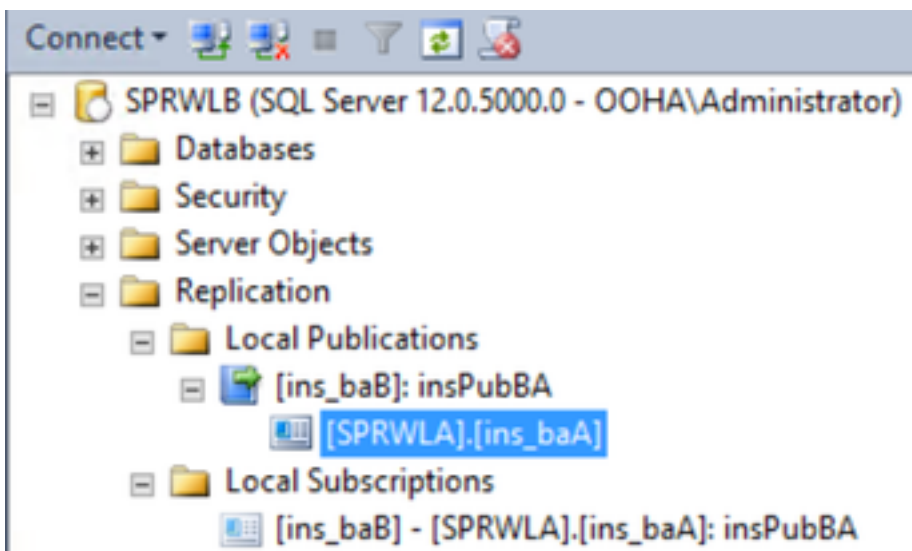 Connect
SPRWLB (SQL Server 12.0.5000.0 - OOHA\Administrator)
Databases
Security
Server Objects
Replication
Local Publications
[ins_baB]: insPubBA
[SPRWLA].[ins_baA]
Local Subscriptions
[ins_baB] - [SPRWLA].[ins_baA]: insPubBA